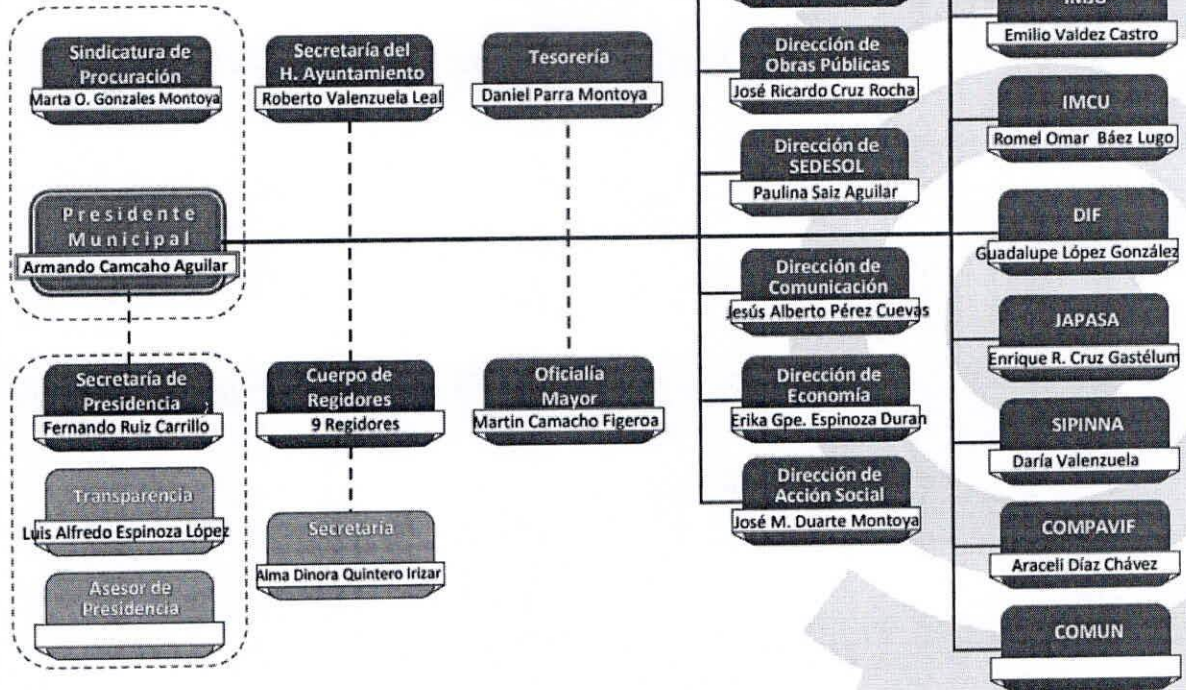 Sindicatura de
Procuración
Marta O. Gonzales Montoya
Secretaría del
H. Ayuntamiento
Roberto Valenzuela Leal
Tesorería
Daniel Parra Montoya
Presidente
Municipal
Armando Camcaho Aguilar
Secretaría de
Presidencia
Fernando Ruiz Carrillo
Cuerpo de
Regidores
9 Regidores
Oficialía
Mayor
Martin Camacho Figeroa
Transparencia
Luis Alfredo Espinoza López
Secretaría
Alma Dinora Quintero Irizar
Asesor de
Presidencia
Dirección de
Obras Públicas
José Ricardo Cruz Rocha
Dirección de
SEDESOL
Paulina Saiz Aguilar
Dirección de
Comunicación
Jesús Alberto Pérez Cuevas
Dirección de
Economía
Erika Gpe. Espinoza Duran
Dirección de
Acción Social
José M. Duarte Montoya
Emilio Valdez Castro
IMCU
Romel Omar Báez Lugo
DIF
Guadalupe López González
JAPASA
Enrique R. Cruz Gastélum
SIPINNA
Daría Valenzuela
COMPAVIF
Araceli Díaz Chávez
COMUN